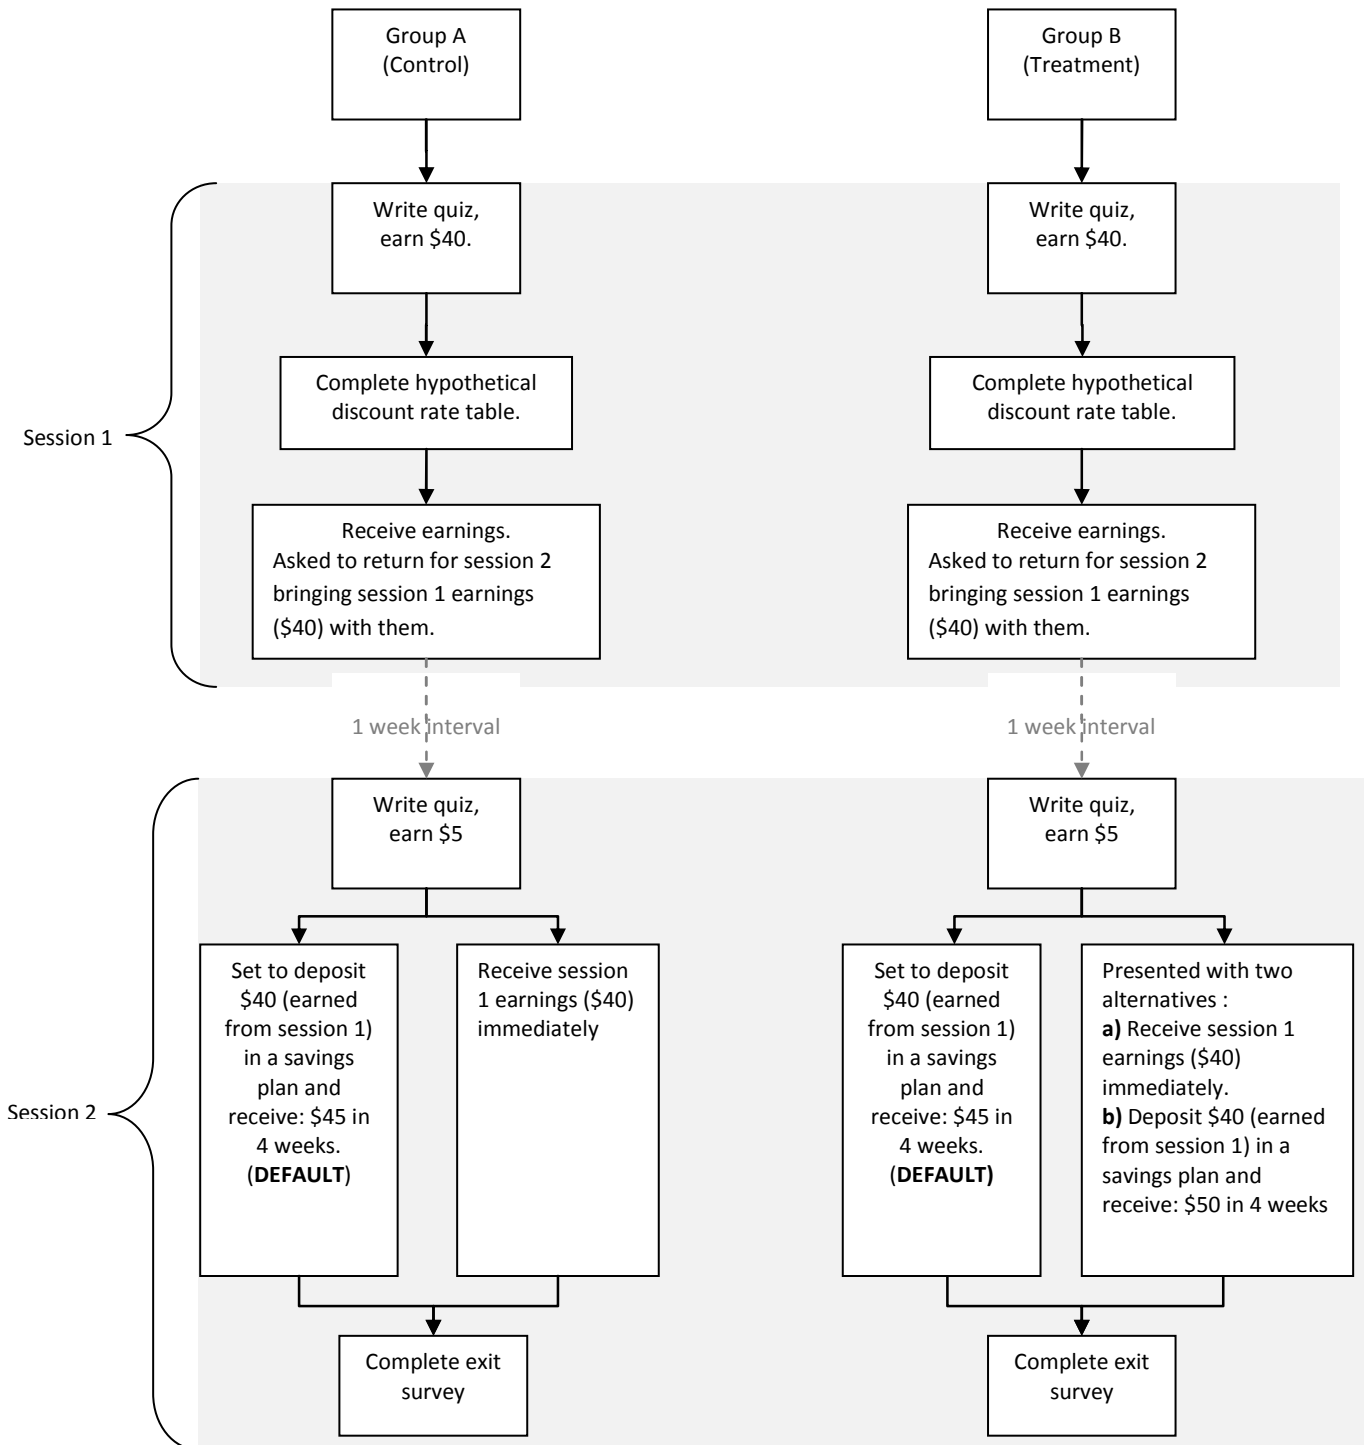 Group A
(Control)
Group B
(Treatment)
Session 1
Write quiz,
earn $40.
Write quiz,
earn $40.
Complete hypothetical
discount rate table.
Complete hypothetical
discount rate table.
Receive earnings.
Asked to return for session 2
bringing session 1 earnings
($40) with them.
Receive earnings.
Asked to return for session 2
bringing session 1 earnings
($40) with them.
1 week interval
1 week interval
Session 2
Write quiz,
earn $5
Write quiz,
earn $5
Set to deposit
$40 (earned
from session 1)
in a savings
plan and
receive: $45 in
4 weeks.
(DEFAULT)
Receive session
1 earnings ($40)
immediately
Set to deposit
$40 (earned
from session 1)
in a savings
plan and
receive: $45 in
4 weeks.
(DEFAULT)
Presented with two
alternatives :
a) Receive session 1
earnings ($40)
immediately.
b) Deposit $40 (earned
from session 1) in a
savings plan and
receive: $50 in 4 weeks
Complete exit
survey
Complete exit
survey